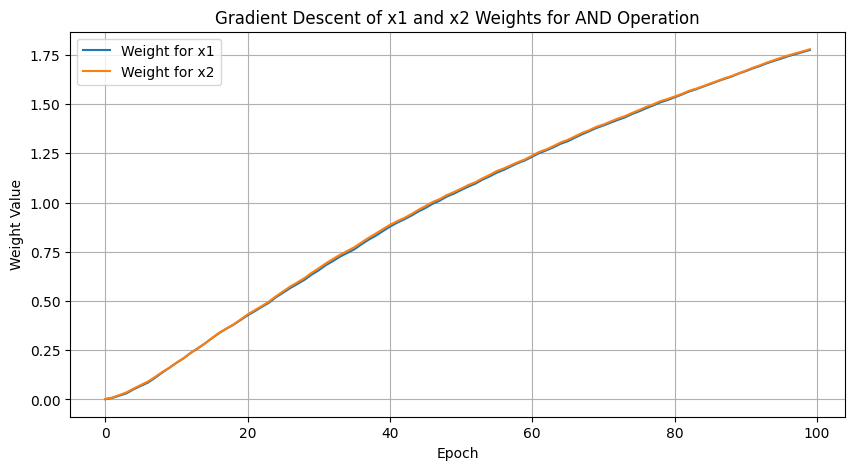 Gradient Descent of x1 and x2 Weights for AND Operation
Weight for x1
Weight for x2
Weight Value
1.75
1.50
1.25
1.00
0.75
0.50
0.25
0.00
0 20 40 60 80 100
Epoch